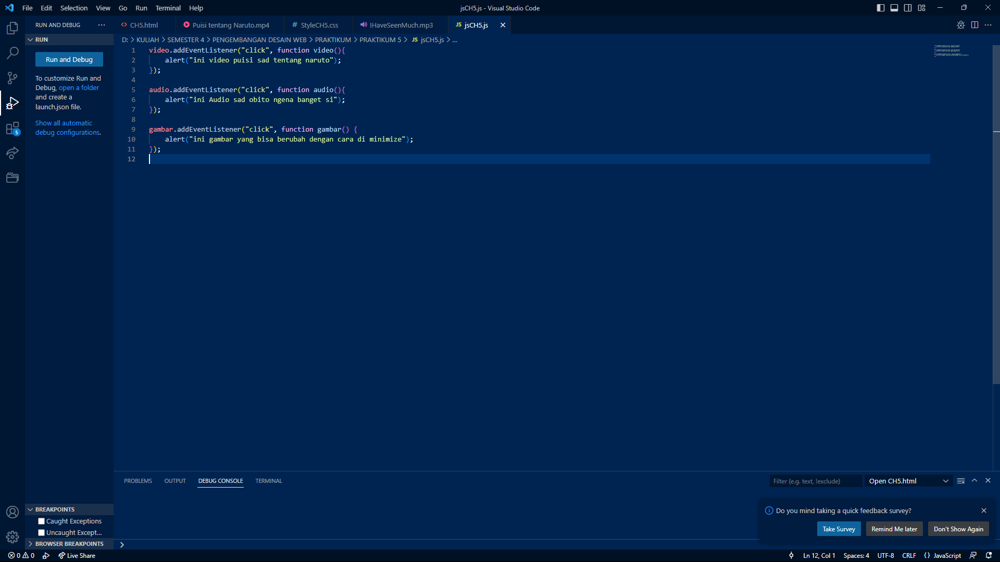 File Edit Selection View Go Run Terminal Help
jsCH5.js - Visual Studio Code
RUN AND DEBUG ...
CH5.html
Puisi tentang Naruto.mp4
# StyleCH5.css
IHaveSeenMuch.mp3
JS jsCH5.js
RUN
D: > KULIAH > SEMESTER 4 > PENGEMBANGAN DESAIN WEB > PRAKTIKUM > PRAKTIKUM 5 > JS jsCH5.js > ...
Run and Debug
To customize Run and
Debug, open a folder
and create a
launch.json file.
Show all automatic
debug configurations.
5
1 video.addEventListener("click", function video(){
2     alert("ini video puisi sad tentang naruto");
3 });
4
5 audio.addEventListener("click", function audio(){
6     alert("ini Audio sad obito ngena banget si");
7 });
8
9 gambar.addEventListener("click", function gambar() {
10     alert("ini gambar yang bisa berubah dengan cara di minimize");
11 });
12
PROBLEMS OUTPUT DEBUG CONSOLE TERMINAL
Filter (e.g. text, !exclude)
Open CH5.html
BREAKPOINTS
Caught Exceptions
Uncaught Except...
BROWSER BREAKPOINTS
Do you mind taking a quick feedback survey?
Take Survey
Remind Me later
Don't Show Again
0 0
Live Share
Ln 12, Col 1
Spaces: 4
UTF-8
CRLF
{ } JavaScript